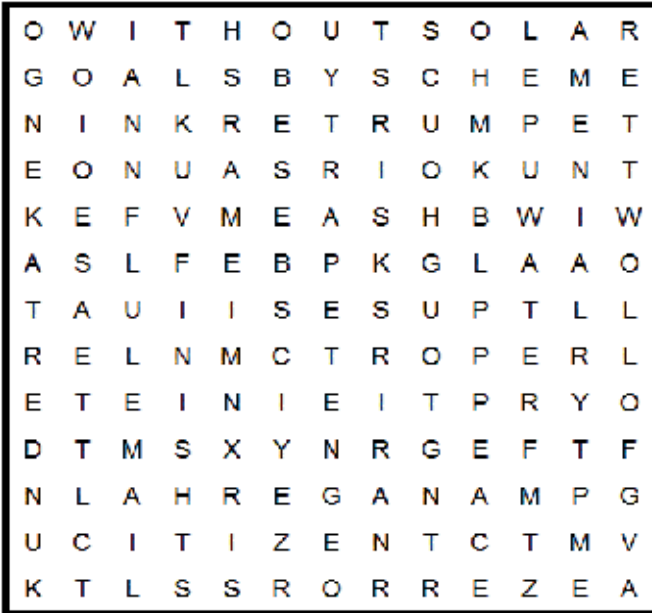 O W I T H O U T S O L A R
G O A L S B Y S C H E M E
N I N K R E T R U M P E T
E O N U A S R I O K U N T
K E F V M E A S H B W I W
A S L F E B P K G L A A O
T A U I I S E S U P T L L
R E L N M C T R O P E R L
E T E I N I E I T P R Y O
D T M S X Y N R G E F T F
N L A H R E G A N A M P G
U C I T I Z E N T C T M V
K T L S S R O R R E Z E A